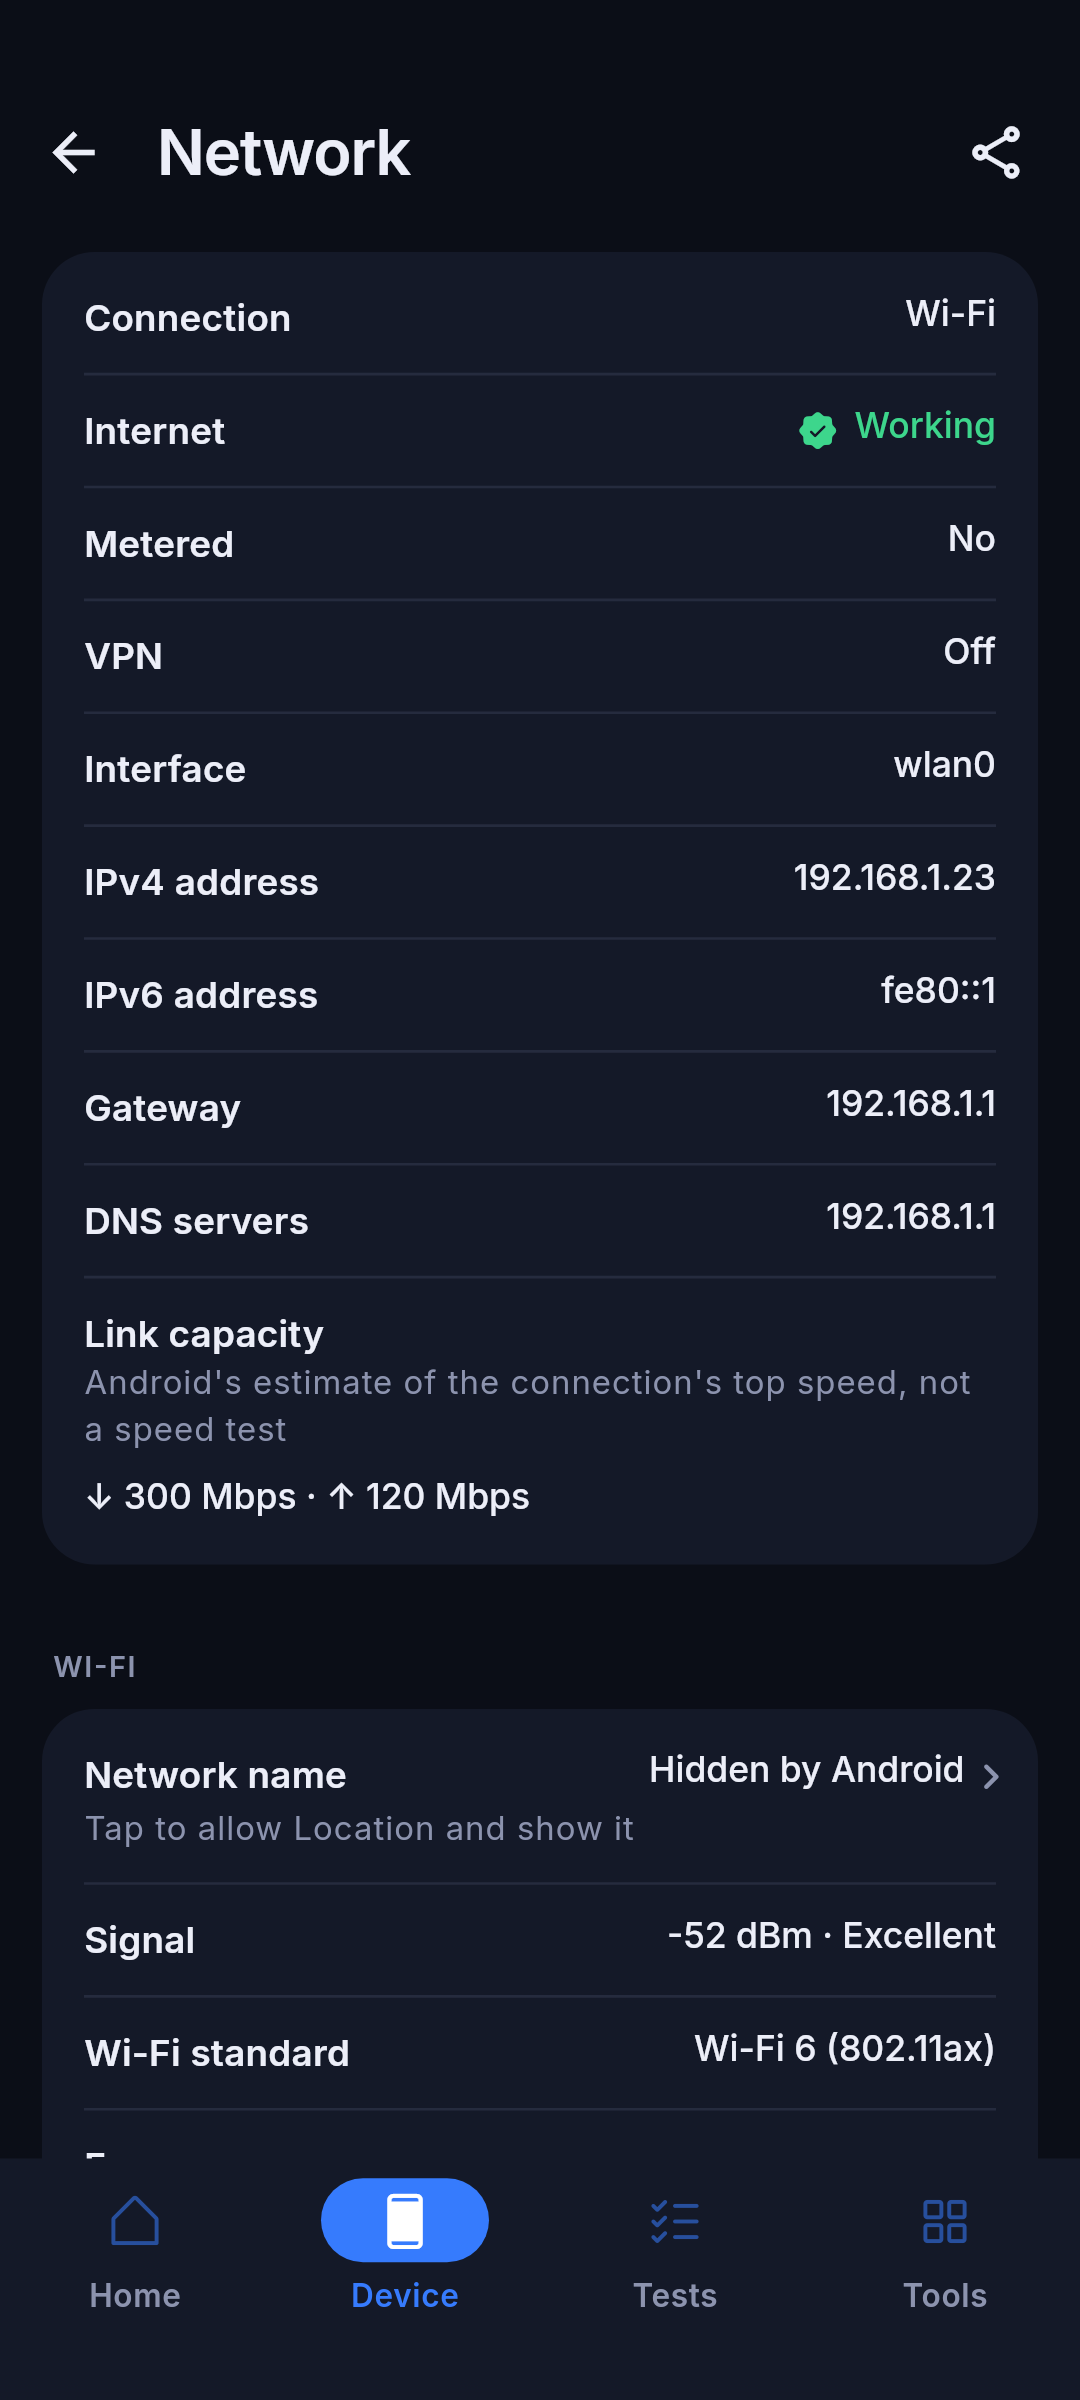 Network
Connection
Wi-Fi
Internet
Working
Metered
No
VPN
Off
Interface
wlan0
IPv4 address
192.168.1.23
IPv6 address
fe80::1
Gateway
192.168.1.1
DNS servers
192.168.1.1
Link capacity
Android's estimate of the connection's top speed, not
a speed test
↓ 300 Mbps · ↑ 120 Mbps
WI-FI
Network name
Hidden by Android
Tap to allow Location and show it
Signal
-52 dBm · Excellent
Wi-Fi standard
Wi-Fi 6 (802.11ax)
Home
Device
Tests
Tools